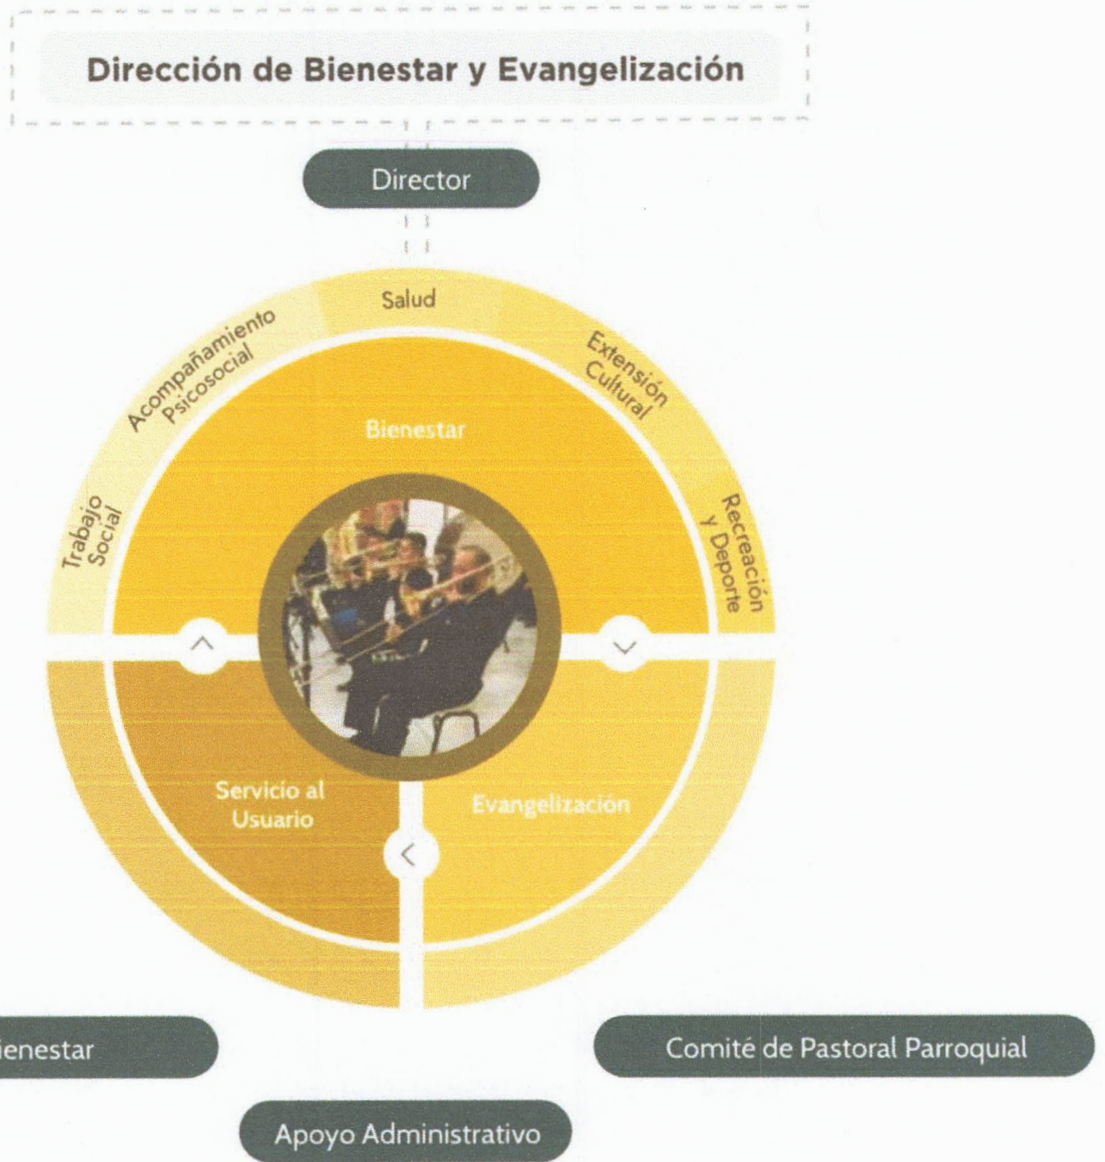 Dirección de Bienestar y Evangelización
Director
Salud
Acompañamiento
Psicosocial
Extensión
Cultural
Trabajo
Social
Recreación
y Deporte
Bienestar
Servicio al
Usuario
Evangelización
ienestar
Comité de Pastoral Parroquial
Apoyo Administrativo